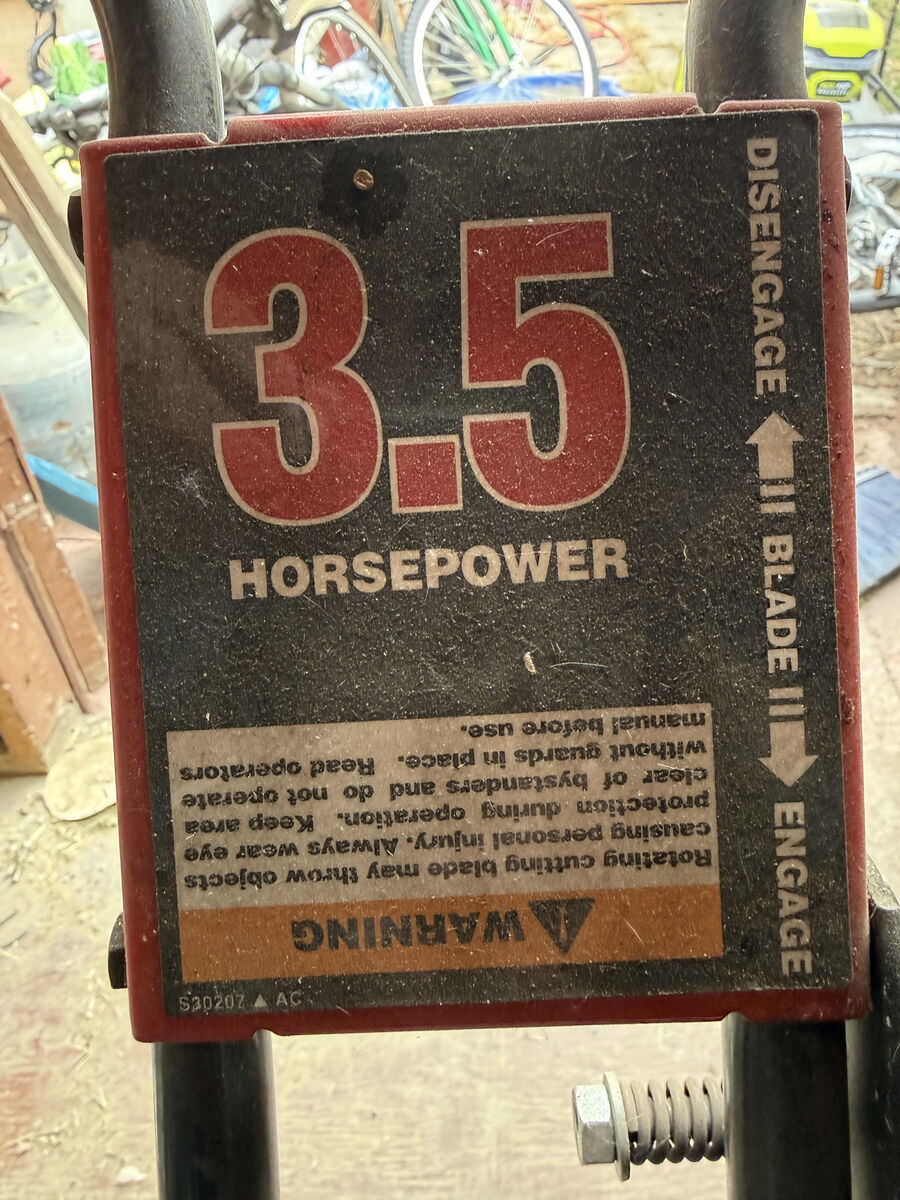 3.5
HORSEPOWER
DISENGAGE
BLADE
ENGAGE
WARNING
Rotating cutting blade may throw objects
causing personal injury. Always wear eye
protection during operation. Keep area
clear of bystanders and do not operate
without guards in place. Read operators
manual before use.
S30207 ▲ AC